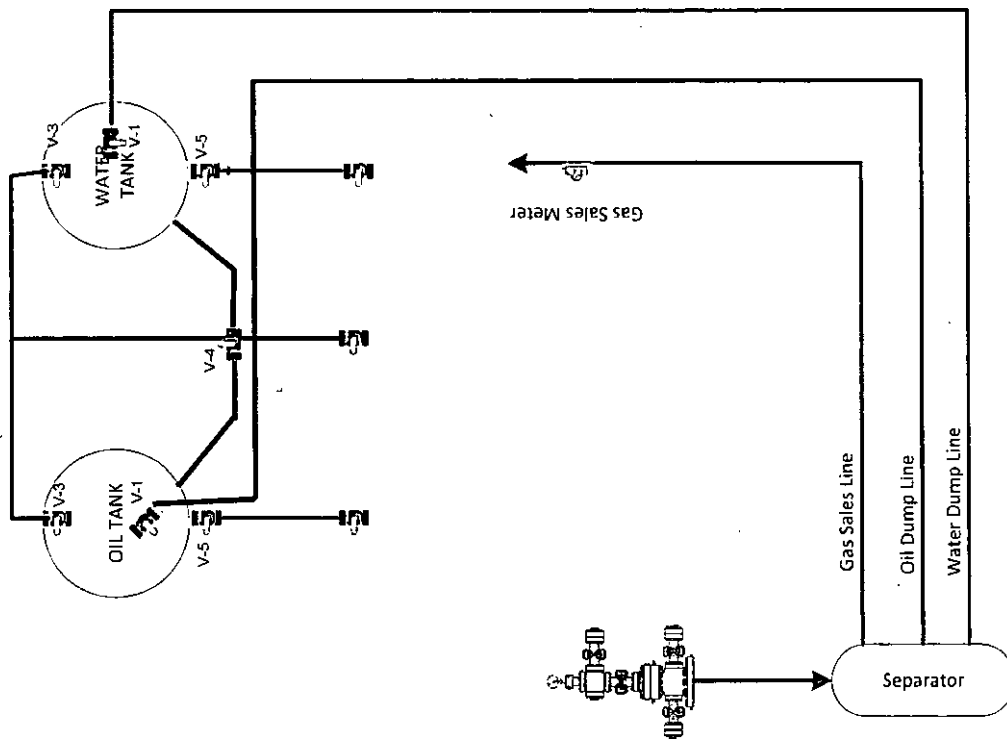 V-3
V-1
WATER
TANK
V-5
Gas Sales Meter
V-4
V-3
V-1
OIL TANK
V-5
Gas Sales Line
Oil Dump Line
Water Dump Line
Separator